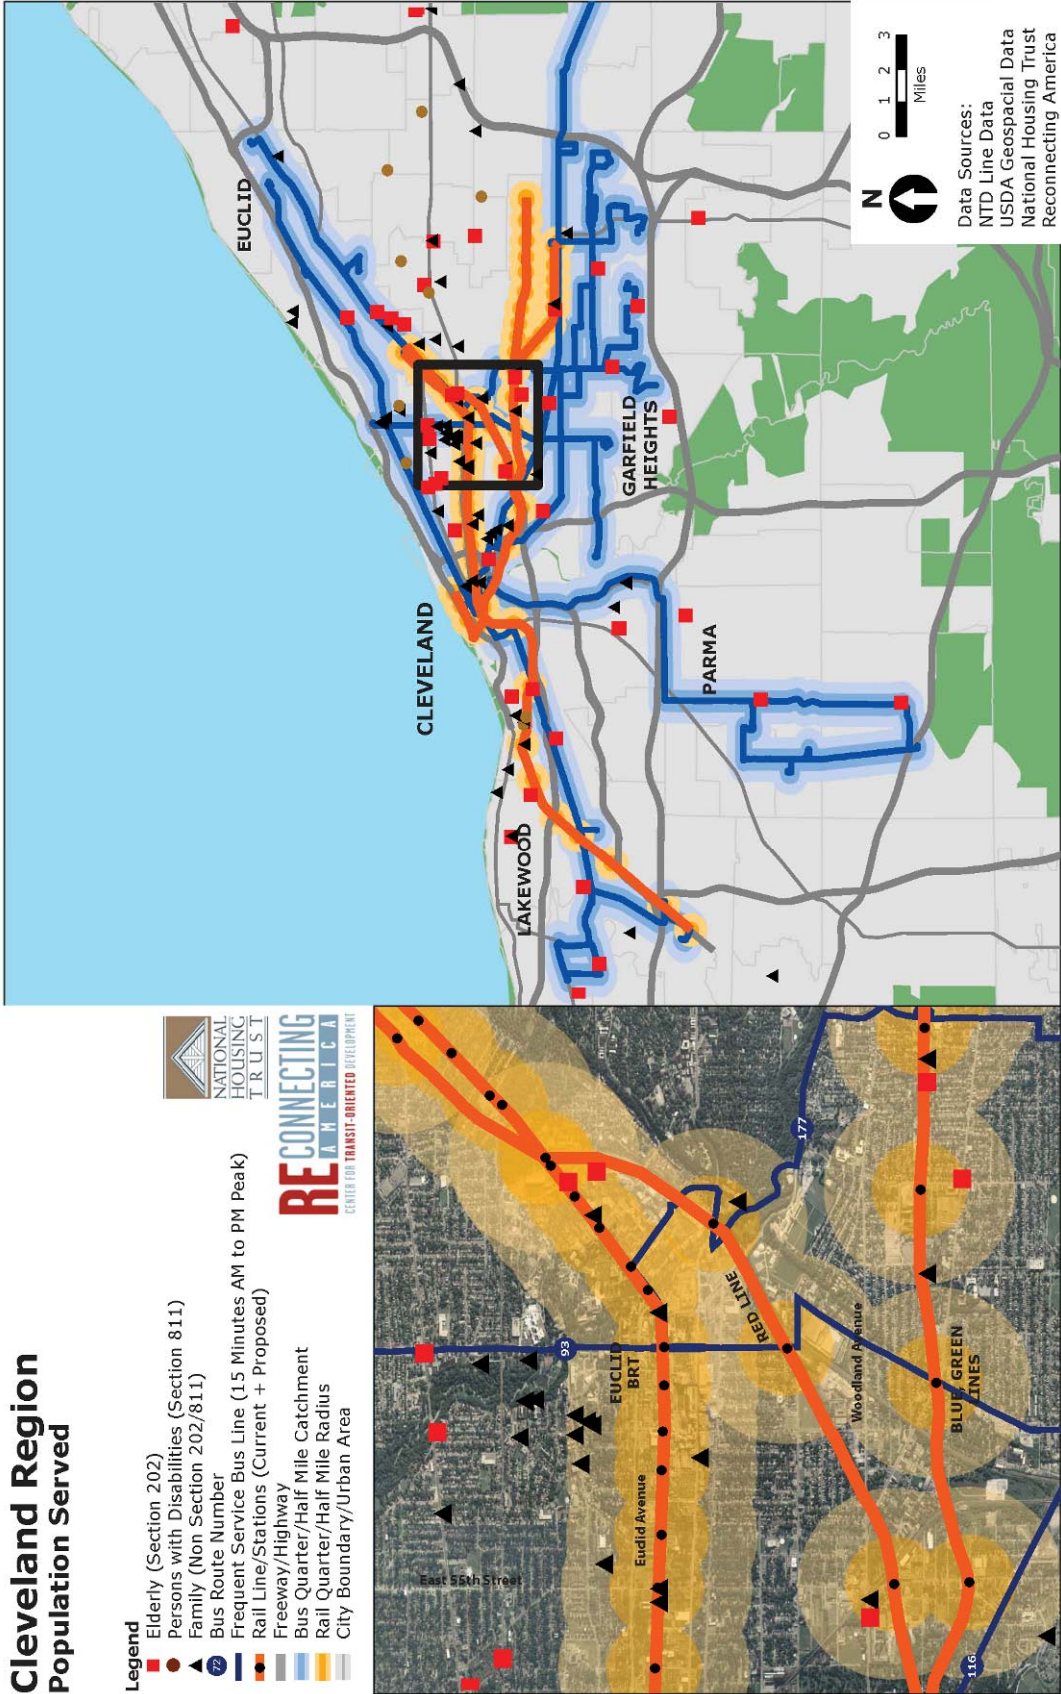 Cleveland Region
Population Served
Legend
Elderly (Section 202)
Persons with Disabilities (Section 811)
Family (Non Section 202/811)
72 Bus Route Number
Frequent Service Bus Line (15 Minutes AM to PM Peak)
Rail Line/Stations (Current + Proposed)
Freeway/Highway
Bus Quarter/Half Mile Catchment
Rail Quarter/Half Mile Radius
City Boundary/Urban Area
NATIONAL
HOUSING
TRUST
RECONNECTING
AMERICA
CENTER FOR TRANSIT-ORIENTED DEVELOPMENT
East 55th Street
Euclid Avenue
EUCLID
BRT
93
RED LINE
Woodland Avenue
177
BLUE/GREEN
LINES
116
EUCLID
CLEVELAND
LAKEWOOD
GARFIELD
HEIGHTS
PARMA
N
0 1 2 3
Miles
Data Sources:
NTD Line Data
USDA Geospacial Data
National Housing Trust
Reconnecting America